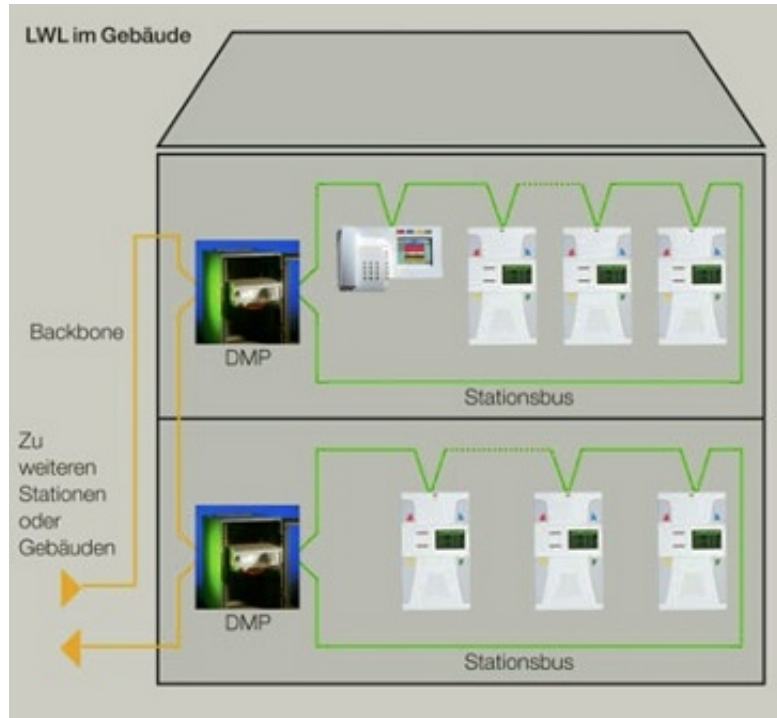 LWL im Gebäude
Backbone
DMP
Stationsbus
Zu
weiteren
Stationen
oder
Gebäuden
DMP
Stationsbus